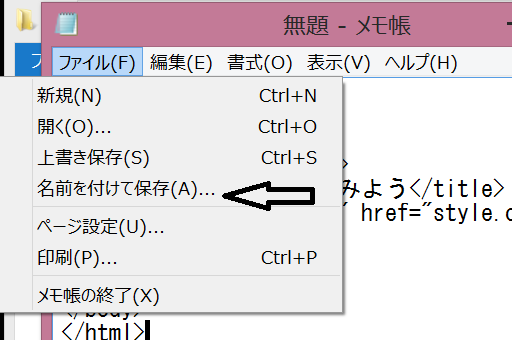 無題 - メモ帳
ファイル(F) 編集(E) 書式(O) 表示(V) ヘルプ(H)
新規(N) Ctrl+N
開く(O)... Ctrl+O
上書き保存(S) Ctrl+S
名前を付けて保存(A)...
みよう</title>
" href="style.c
ページ設定(U)...
印刷(P)... Ctrl+P
メモ帳の終了(X)
</body>
</html>